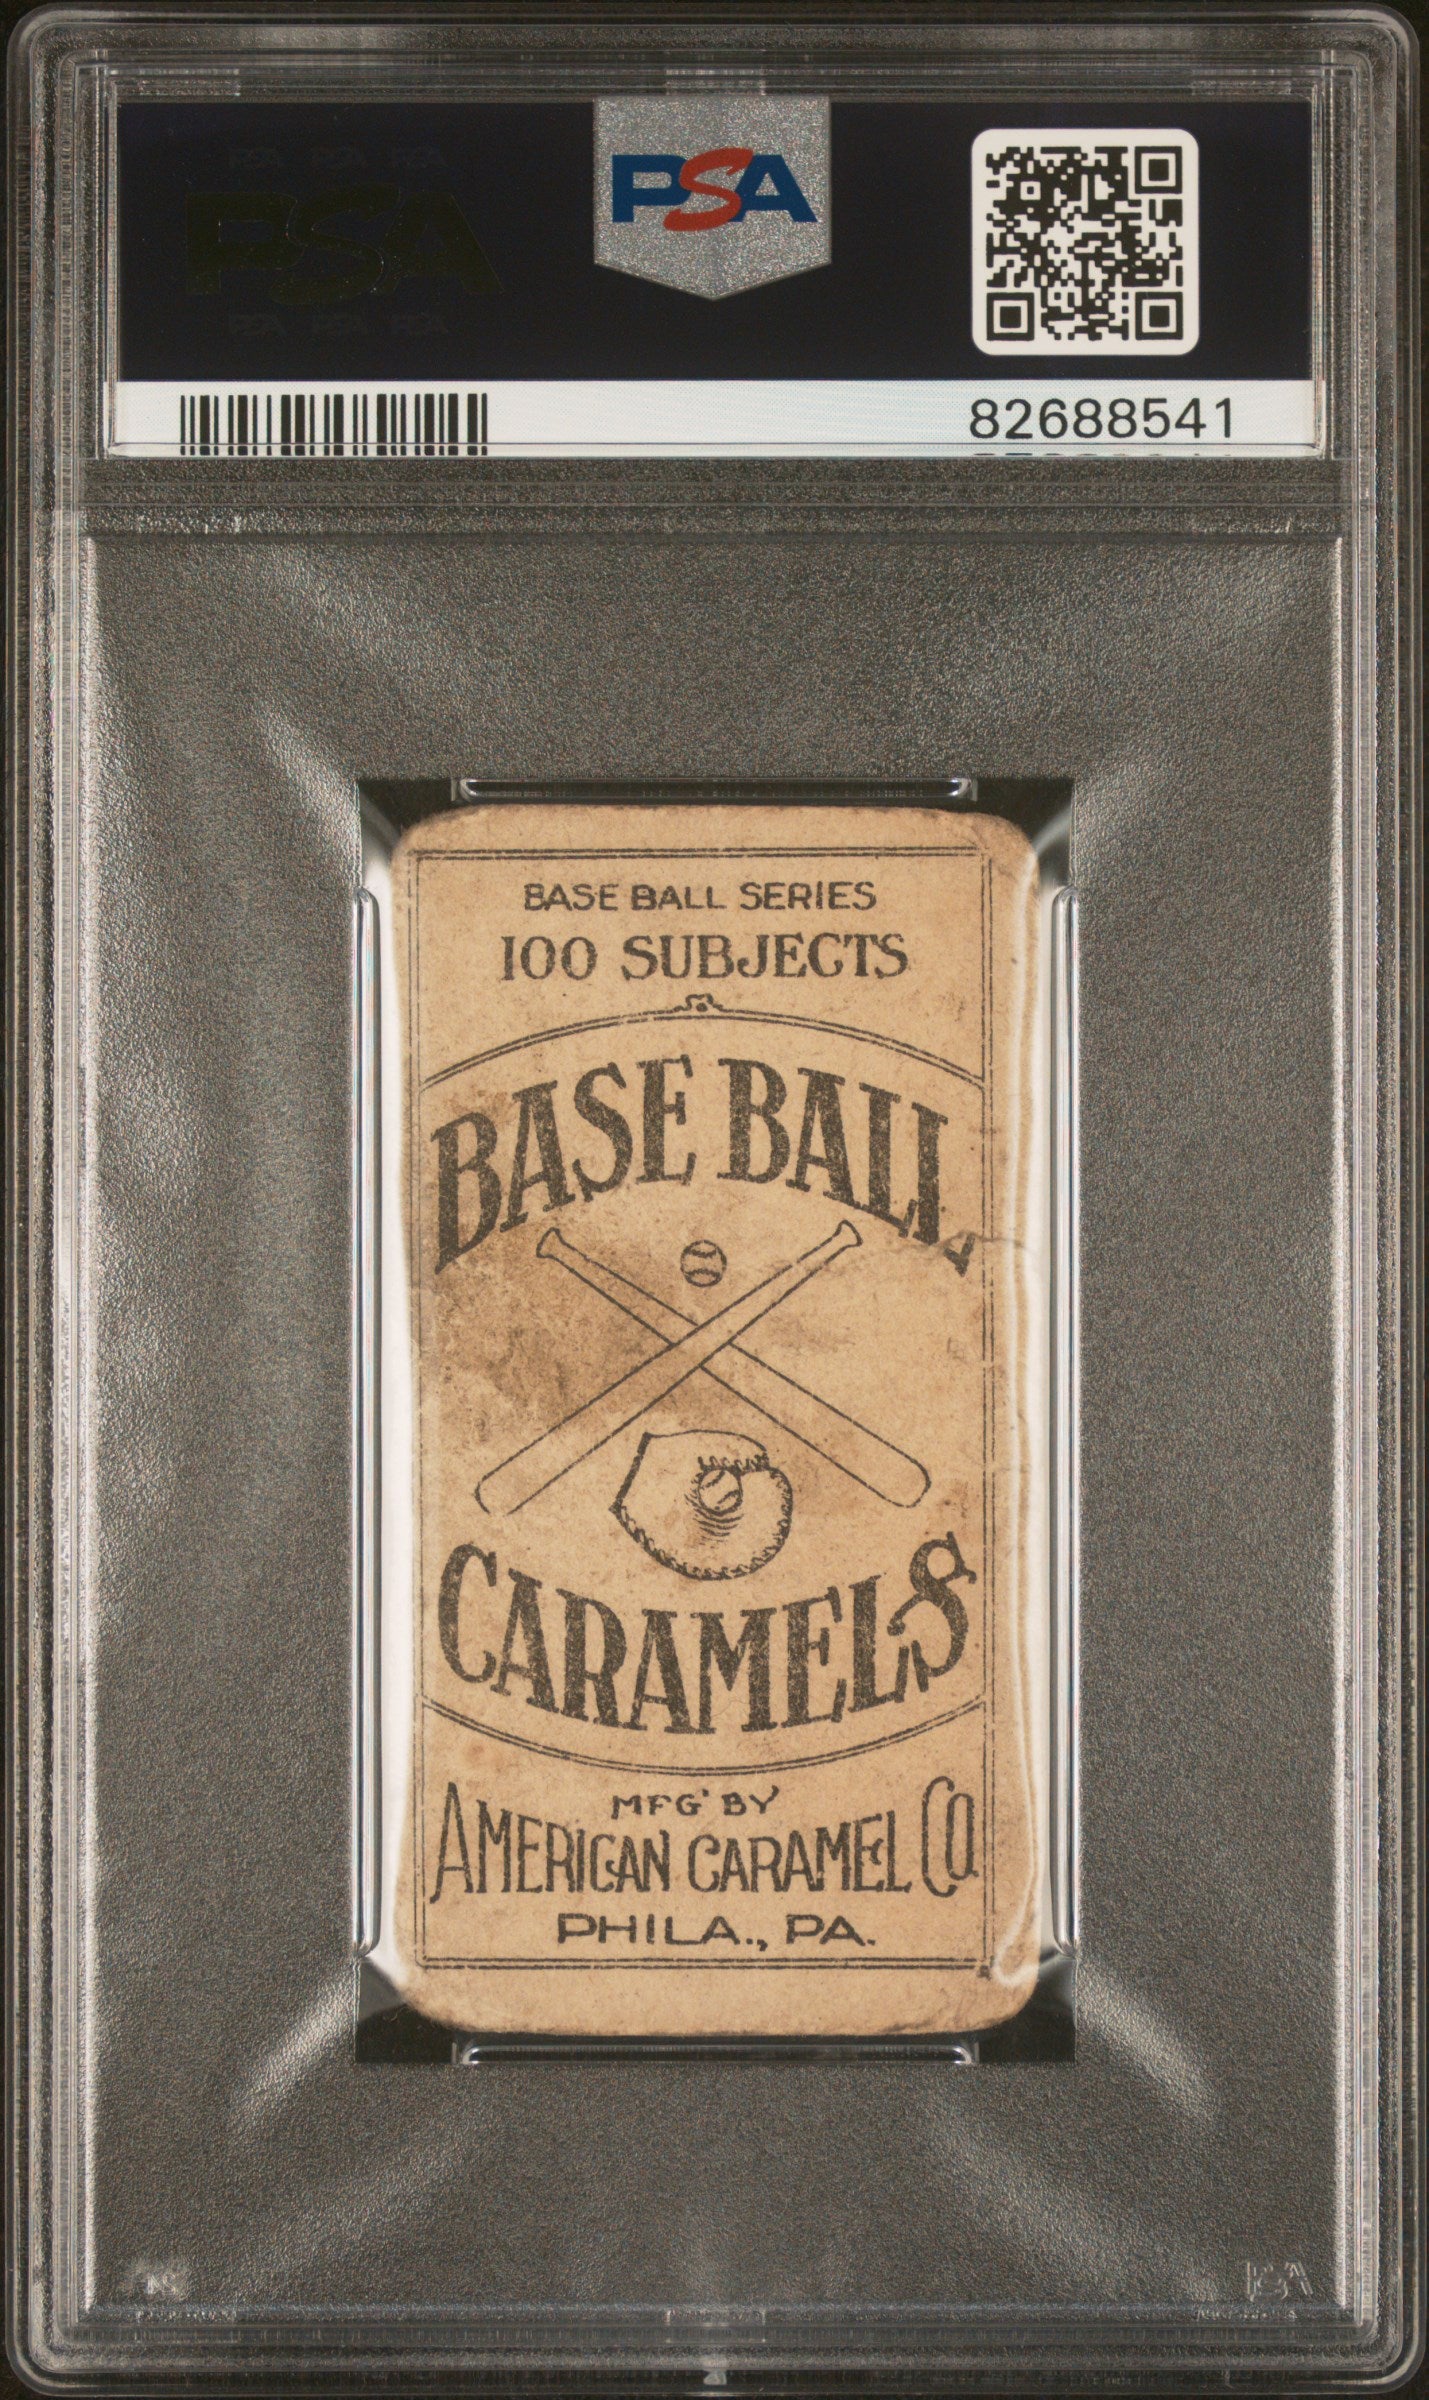 PSA
82688541
BASE BALL SERIES
100 SUBJECTS
BASE BALL
CARAMELS
MFG' BY
AMERICAN CARAMEL CO.
PHILA., PA.